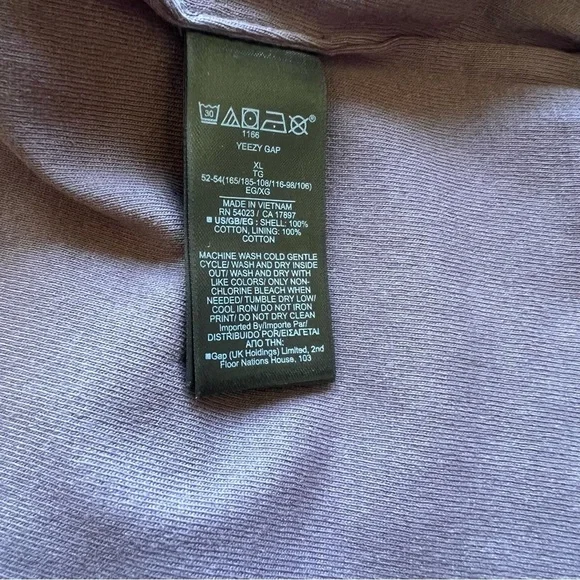 30
1166
YEEZY GAP
XL
TG
52-54(165/185-108/116-98/106)
EG/XG
MADE IN VIETNAM
RN 54023 / CA 17897
■ US/GB/EG : SHELL: 100%
COTTON, LINING: 100%
COTTON
MACHINE WASH COLD GENTLE
CYCLE/ WASH AND DRY INSIDE
OUT/ WASH AND DRY WITH
LIKE COLORS/ ONLY NON-
CHLORINE BLEACH WHEN
NEEDED/ TUMBLE DRY LOW/
COOL IRON/ DO NOT IRON
PRINT/ DO NOT DRY CLEAN
Imported By/Importe Par/
DISTRIBUIDO POR/ΕΙΣΑΓΕΤΑΙ
ΑΠΟ ΤΗΝ:
■Gap (UK Holdings) Limited, 2nd
Floor Nations House, 103